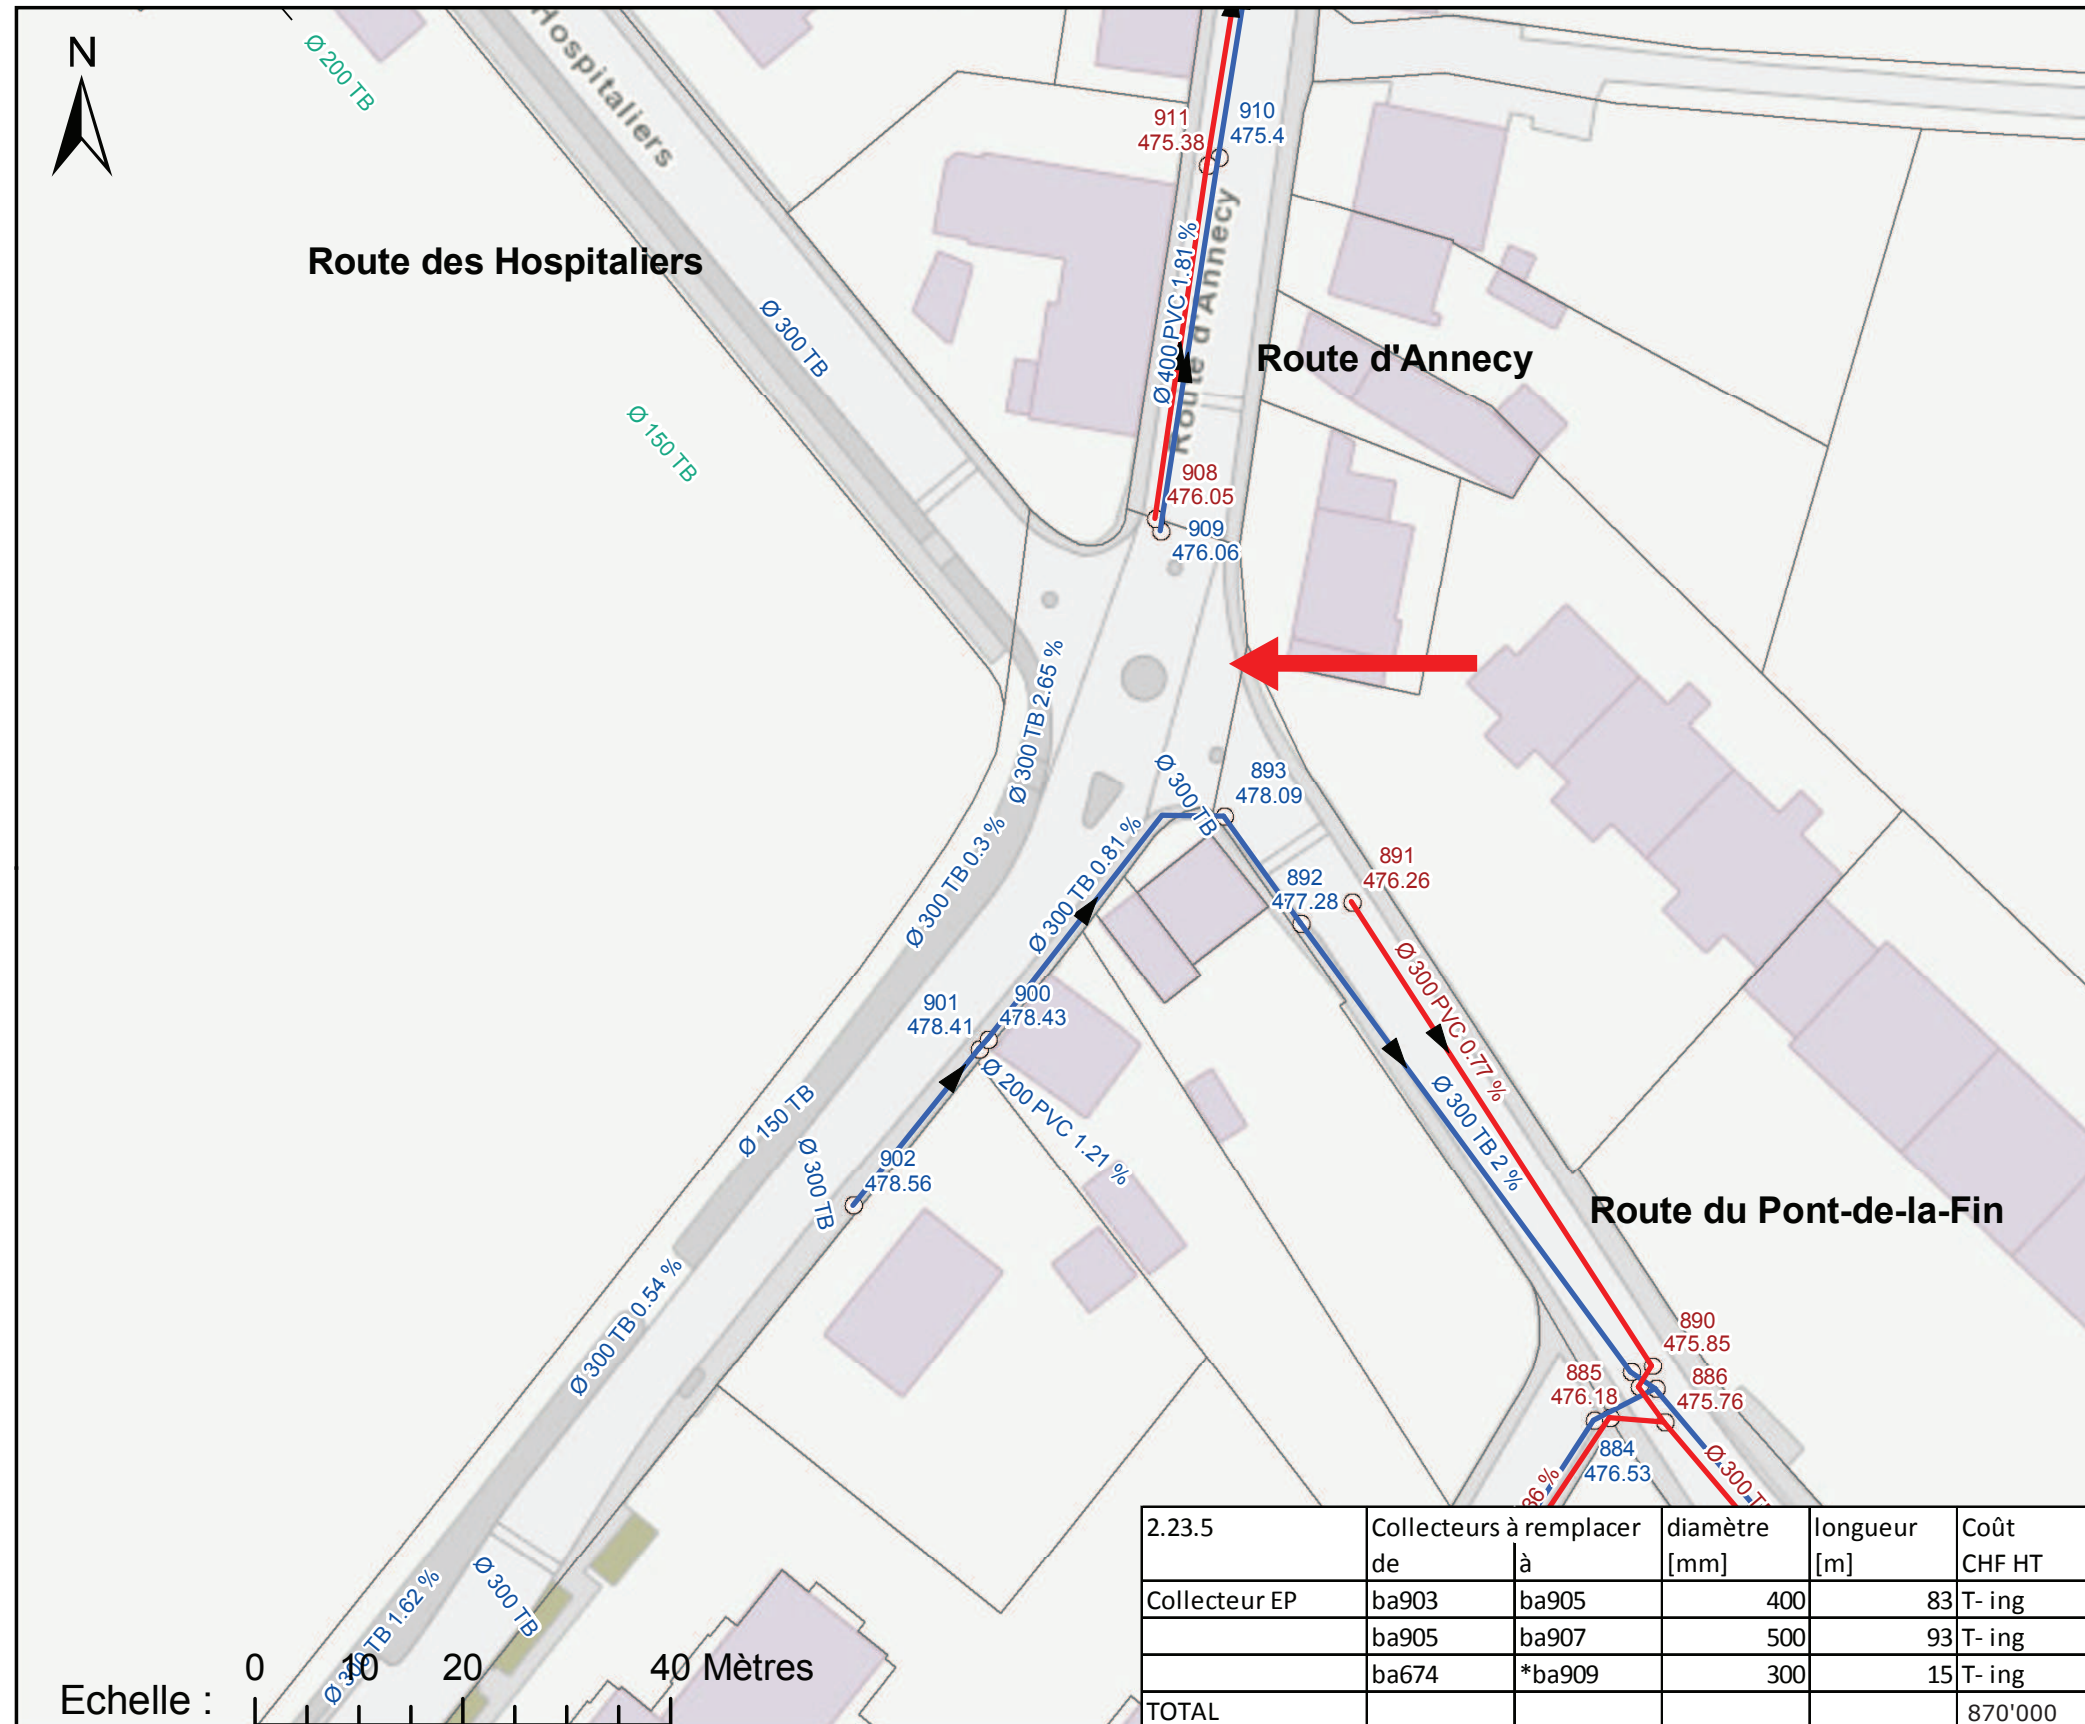 N
Hospitaliers
Ø 200 TB
911
475.38
910
475.4
Route des Hospitaliers
Ø 300 TB
Ø 400 PVC 1.81 %
Route d'Annecy
Route d'Annecy
Ø 150 TB
908
476.05
909
476.06
Ø 300 TB 2.65 %
Ø 300 TB
893
478.09
Ø 300 TB 0.3 %
Ø 300 TB 0.81 %
891
476.26
892
477.28
Ø 300 PVC 0.77 %
901
478.41
900
478.43
Ø 200 PVC 1.21 %
Ø 150 TB
Ø 300 TB
902
478.56
Ø 300 TB 2 %
Route du Pont-de-la-Fin
Ø 300 TB 0.54 %
890
475.85
885
476.18
886
475.76
884
476.53
Ø 300 T
36 %
Ø 300 TB
Ø 300 TB 1.62 %
0 10 20 40 Mètres
Echelle :
2.23.5 Collecteurs à remplacer diamètre longueur Coût
de à [mm] [m] CHF HT
Collecteur EP ba903 ba905 400 83 T- ing
ba905 ba907 500 93 T- ing
ba674 *ba909 300 15 T- ing
TOTAL 870'000